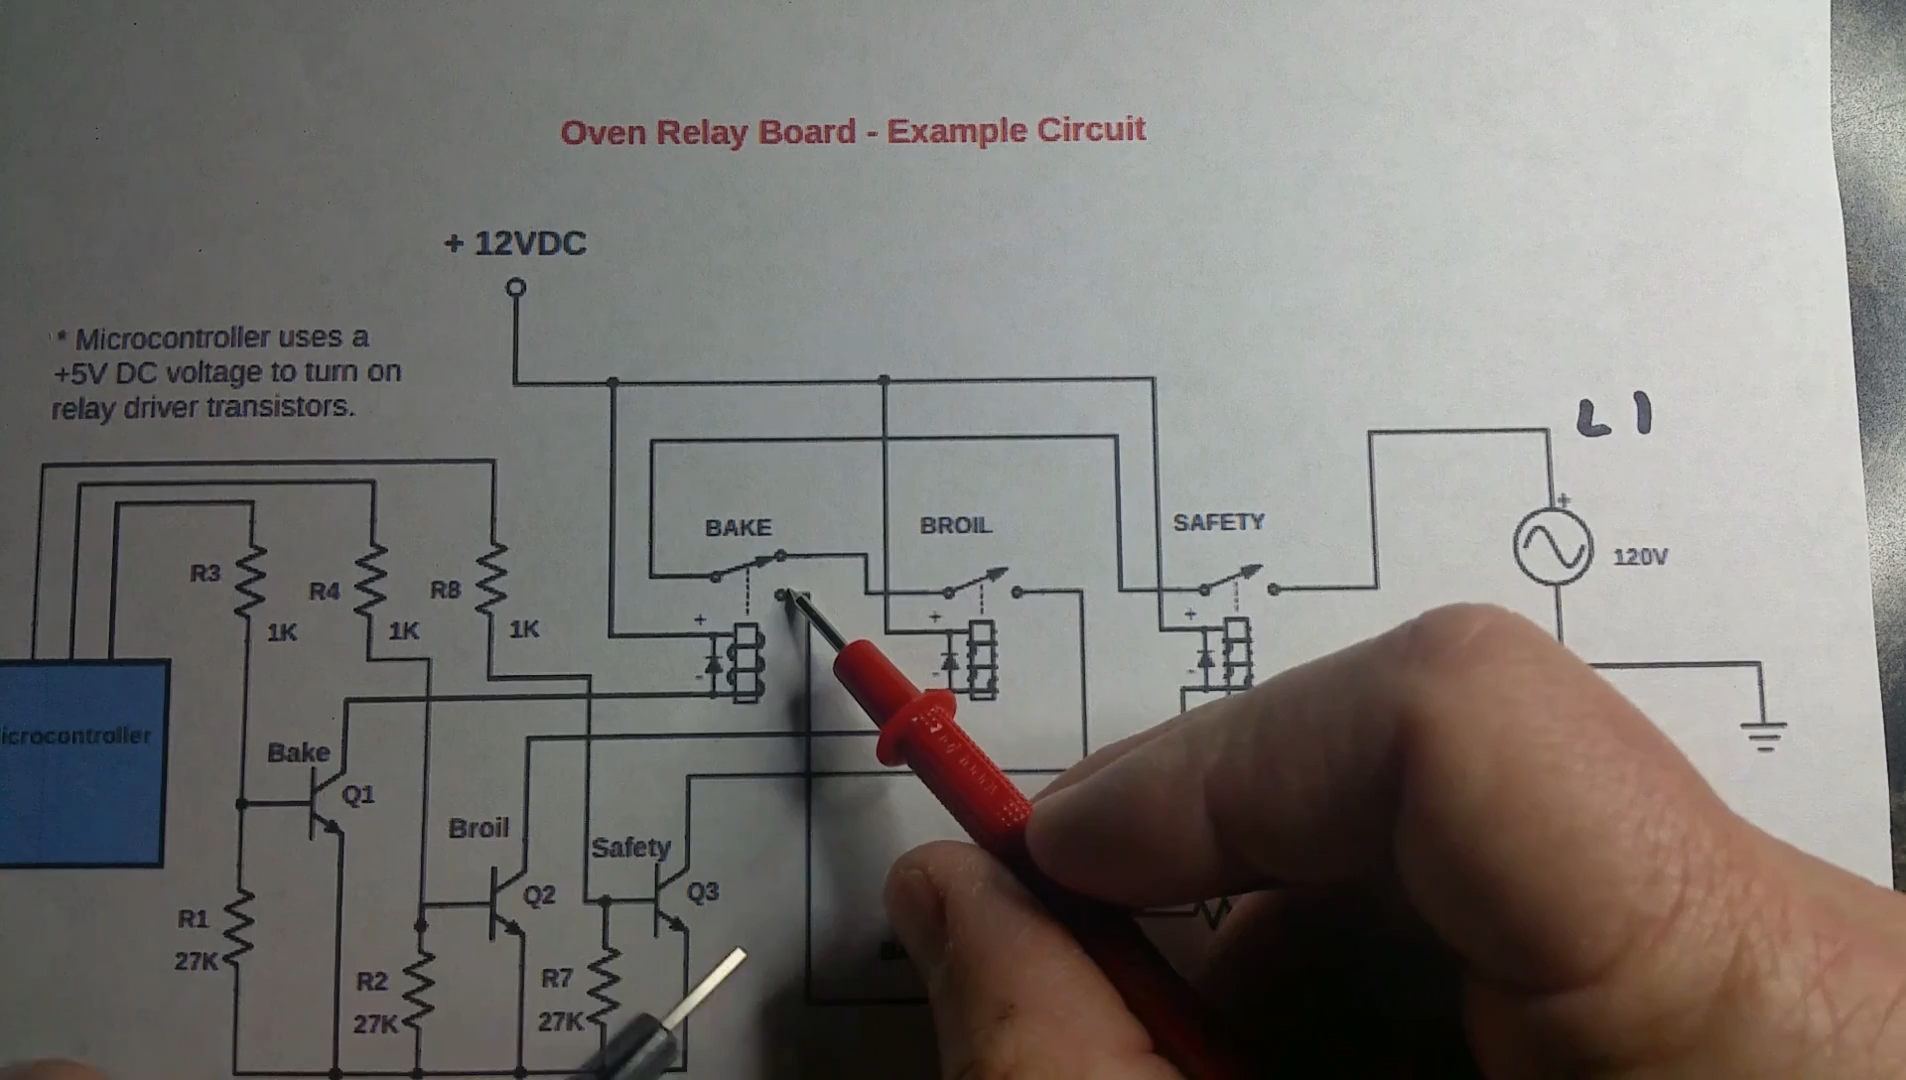 Oven Relay Board - Example Circuit
+ 12VDC
* Microcontroller uses a
+5V DC voltage to turn on
relay driver transistors.
L1
BAKE
BROIL
SAFETY
+
120V
R3
1K
R4
1K
R8
1K
+
-
+
-
+
-
icrocontroller
Bake
Q1
Broil
Q2
Safety
Q3
R1
27K
R2
27K
R7
27K